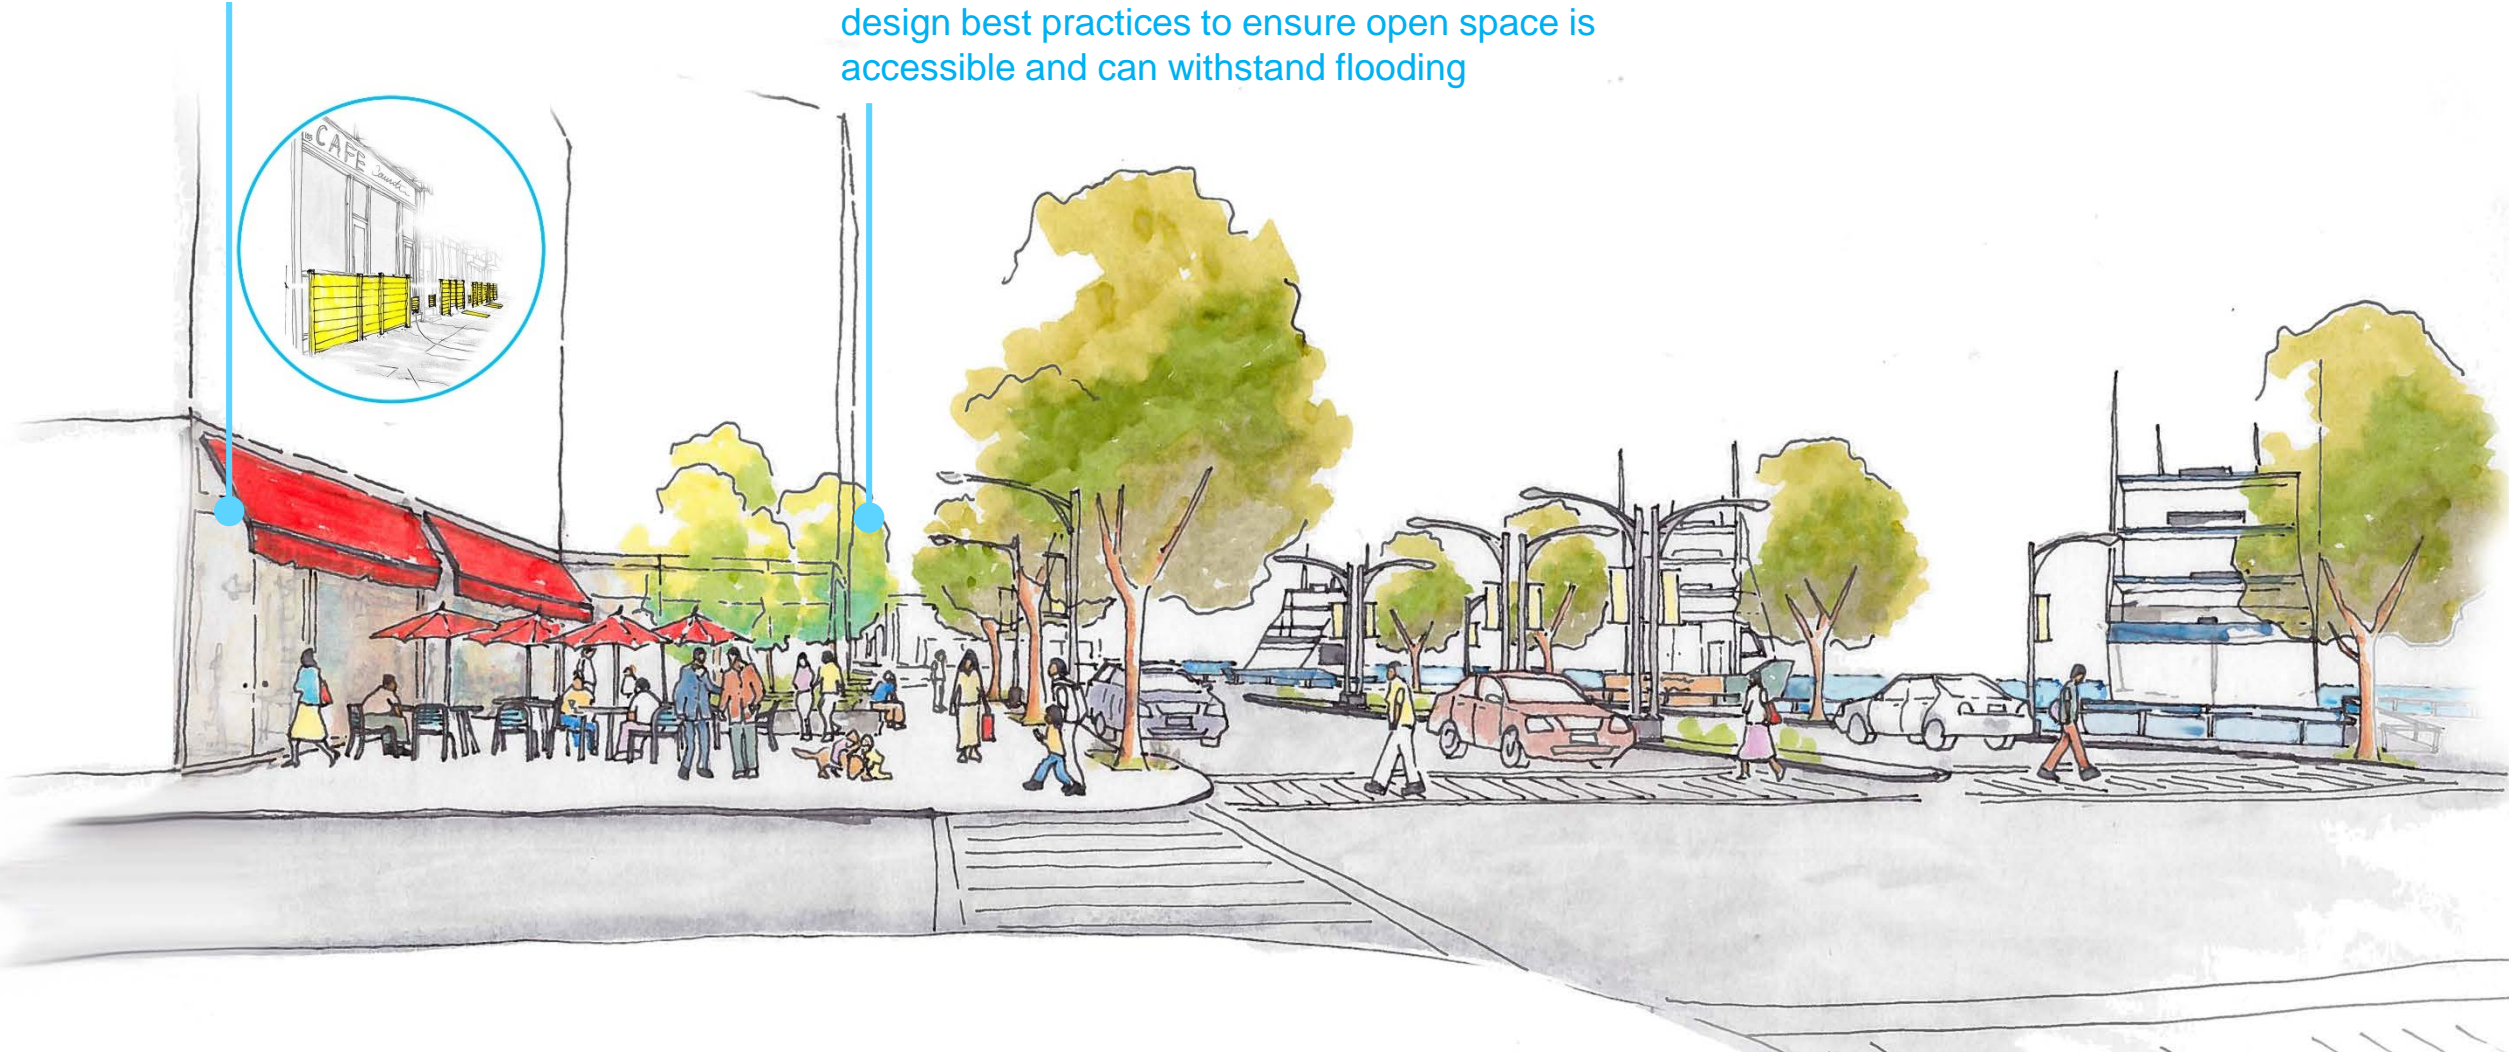 design best practices to ensure open space is
accessible and can withstand flooding
CAFE